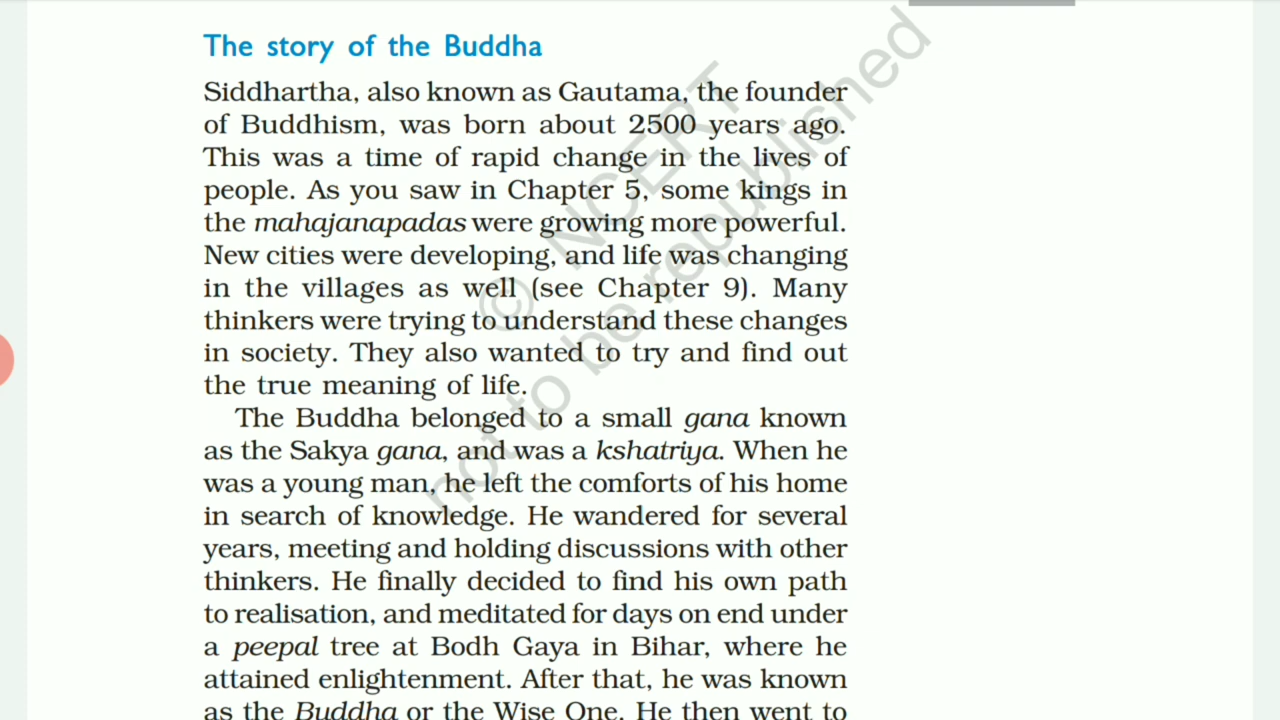 The story of the Buddha
Siddhartha, also known as Gautama, the founder
of Buddhism, was born about 2500 years ago.
This was a time of rapid change in the lives of
people. As you saw in Chapter 5, some kings in
the mahajanapadas were growing more powerful.
New cities were developing, and life was changing
in the villages as well (see Chapter 9). Many
thinkers were trying to understand these changes
in society. They also wanted to try and find out
the true meaning of life.
The Buddha belonged to a small gana known
as the Sakya gana, and was a kshatriya. When he
was a young man, he left the comforts of his home
in search of knowledge. He wandered for several
years, meeting and holding discussions with other
thinkers. He finally decided to find his own path
to realisation, and meditated for days on end under
a peepal tree at Bodh Gaya in Bihar, where he
attained enlightenment. After that, he was known
as the Buddha or the Wise One. He then went to
© NCERT
not to be republished